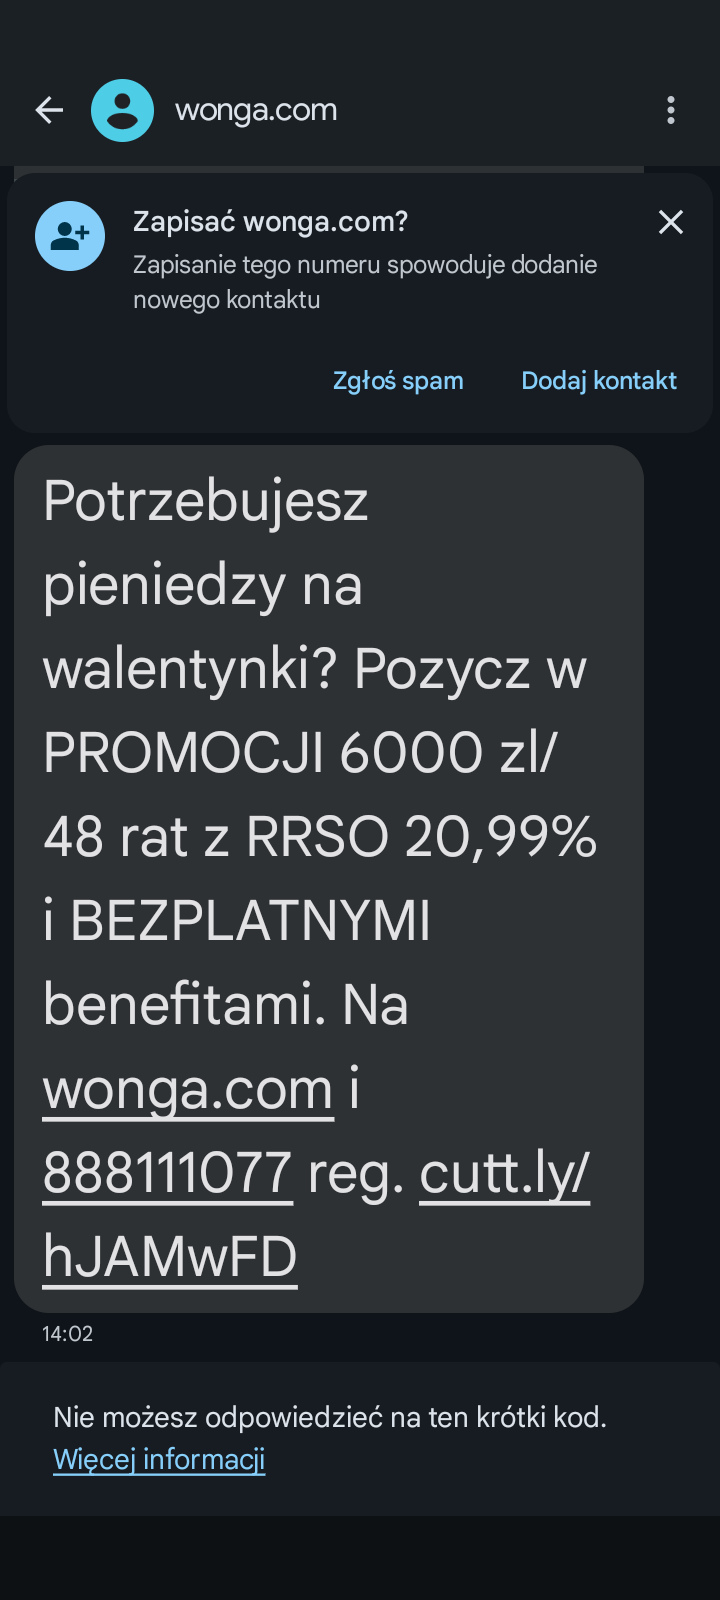 wonga.com
Zapisać wonga.com?
Zapisanie tego numeru spowoduje dodanie
nowego kontaktu
Zgłoś spam Dodaj kontakt
Potrzebujesz
pieniedzy na
walentynki? Pozycz w
PROMOCJI 6000 zl/
48 rat z RRSO 20,99%
i BEZPLATNYMI
benefitami. Na
wonga.com i
888111077 reg. cutt.ly/
hJAMwFD
14:02
Nie możesz odpowiedzieć na ten krótki kod.
Więcej informacji